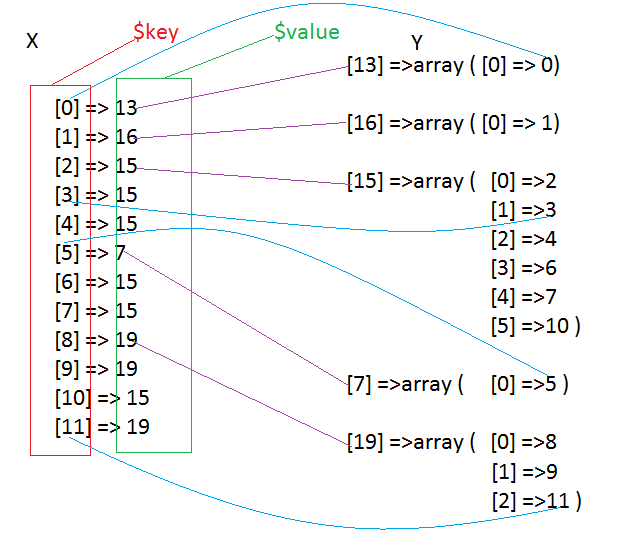 X $key $value Y
[0] => 13
[1] => 16
[2] => 15
[3] => 15
[4] => 15
[5] => 7
[6] => 15
[7] => 15
[8] => 19
[9] => 19
[10] => 15
[11] => 19
[13] =>array ( [0] => 0)
[16] =>array ( [0] => 1)
[15] =>array ( [0] =>2
[1] =>3
[2] =>4
[3] =>6
[4] =>7
[5] =>10 )
[7] =>array ( [0] =>5 )
[19] =>array ( [0] =>8
[1] =>9
[2] =>11 )